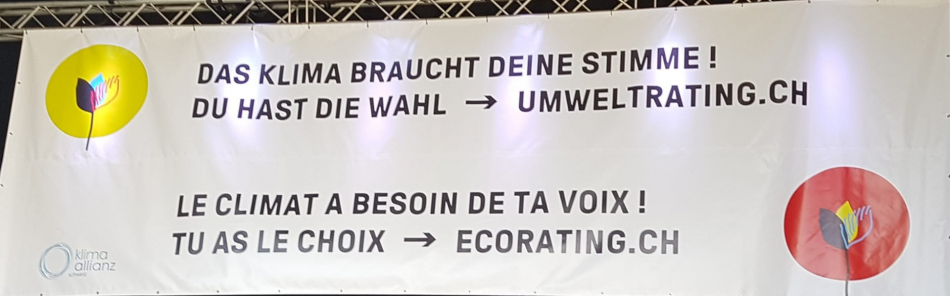 DAS KLIMA BRAUCHT DEINE STIMME !
DU HAST DIE WAHL → UMWELTRATING.CH
LE CLIMAT A BESOIN DE TA VOIX !
TU AS LE CHOIX → ECORATING.CH
klima
allianz
schweiz